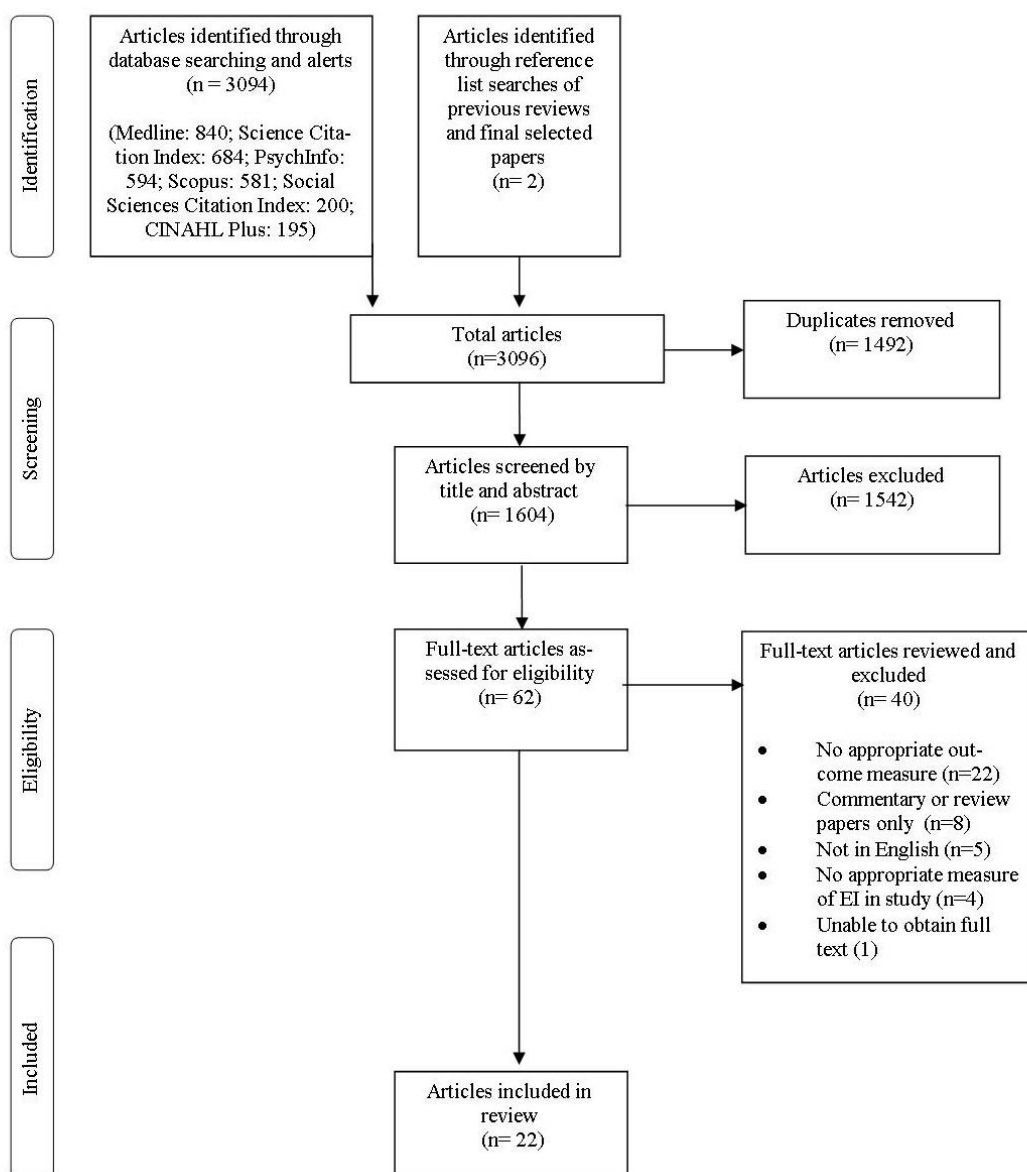 Identification
Articles identified through
database searching and alerts
(n = 3094)
(Medline: 840; Science Cita-
tion Index: 684; PsychInfo:
594; Scopus: 581; Social
Sciences Citation Index: 200;
CINAHL Plus: 195)
Articles identified
through reference
list searches of
previous reviews
and final selected
papers
(n= 2)
Screening
Total articles
(n=3096)
Duplicates removed
(n= 1492)
Articles screened by
title and abstract
(n= 1604)
Articles excluded
(n= 1542)
Eligibility
Full-text articles as-
sessed for eligibility
(n= 62)
Full-text articles reviewed and
excluded
(n= 40)
• No appropriate out-
come measure (n=22)
• Commentary or review
papers only (n=8)
• Not in English (n=5)
• No appropriate measure
of EI in study (n=4)
• Unable to obtain full
text (1)
Included
Articles included in
review
(n= 22)